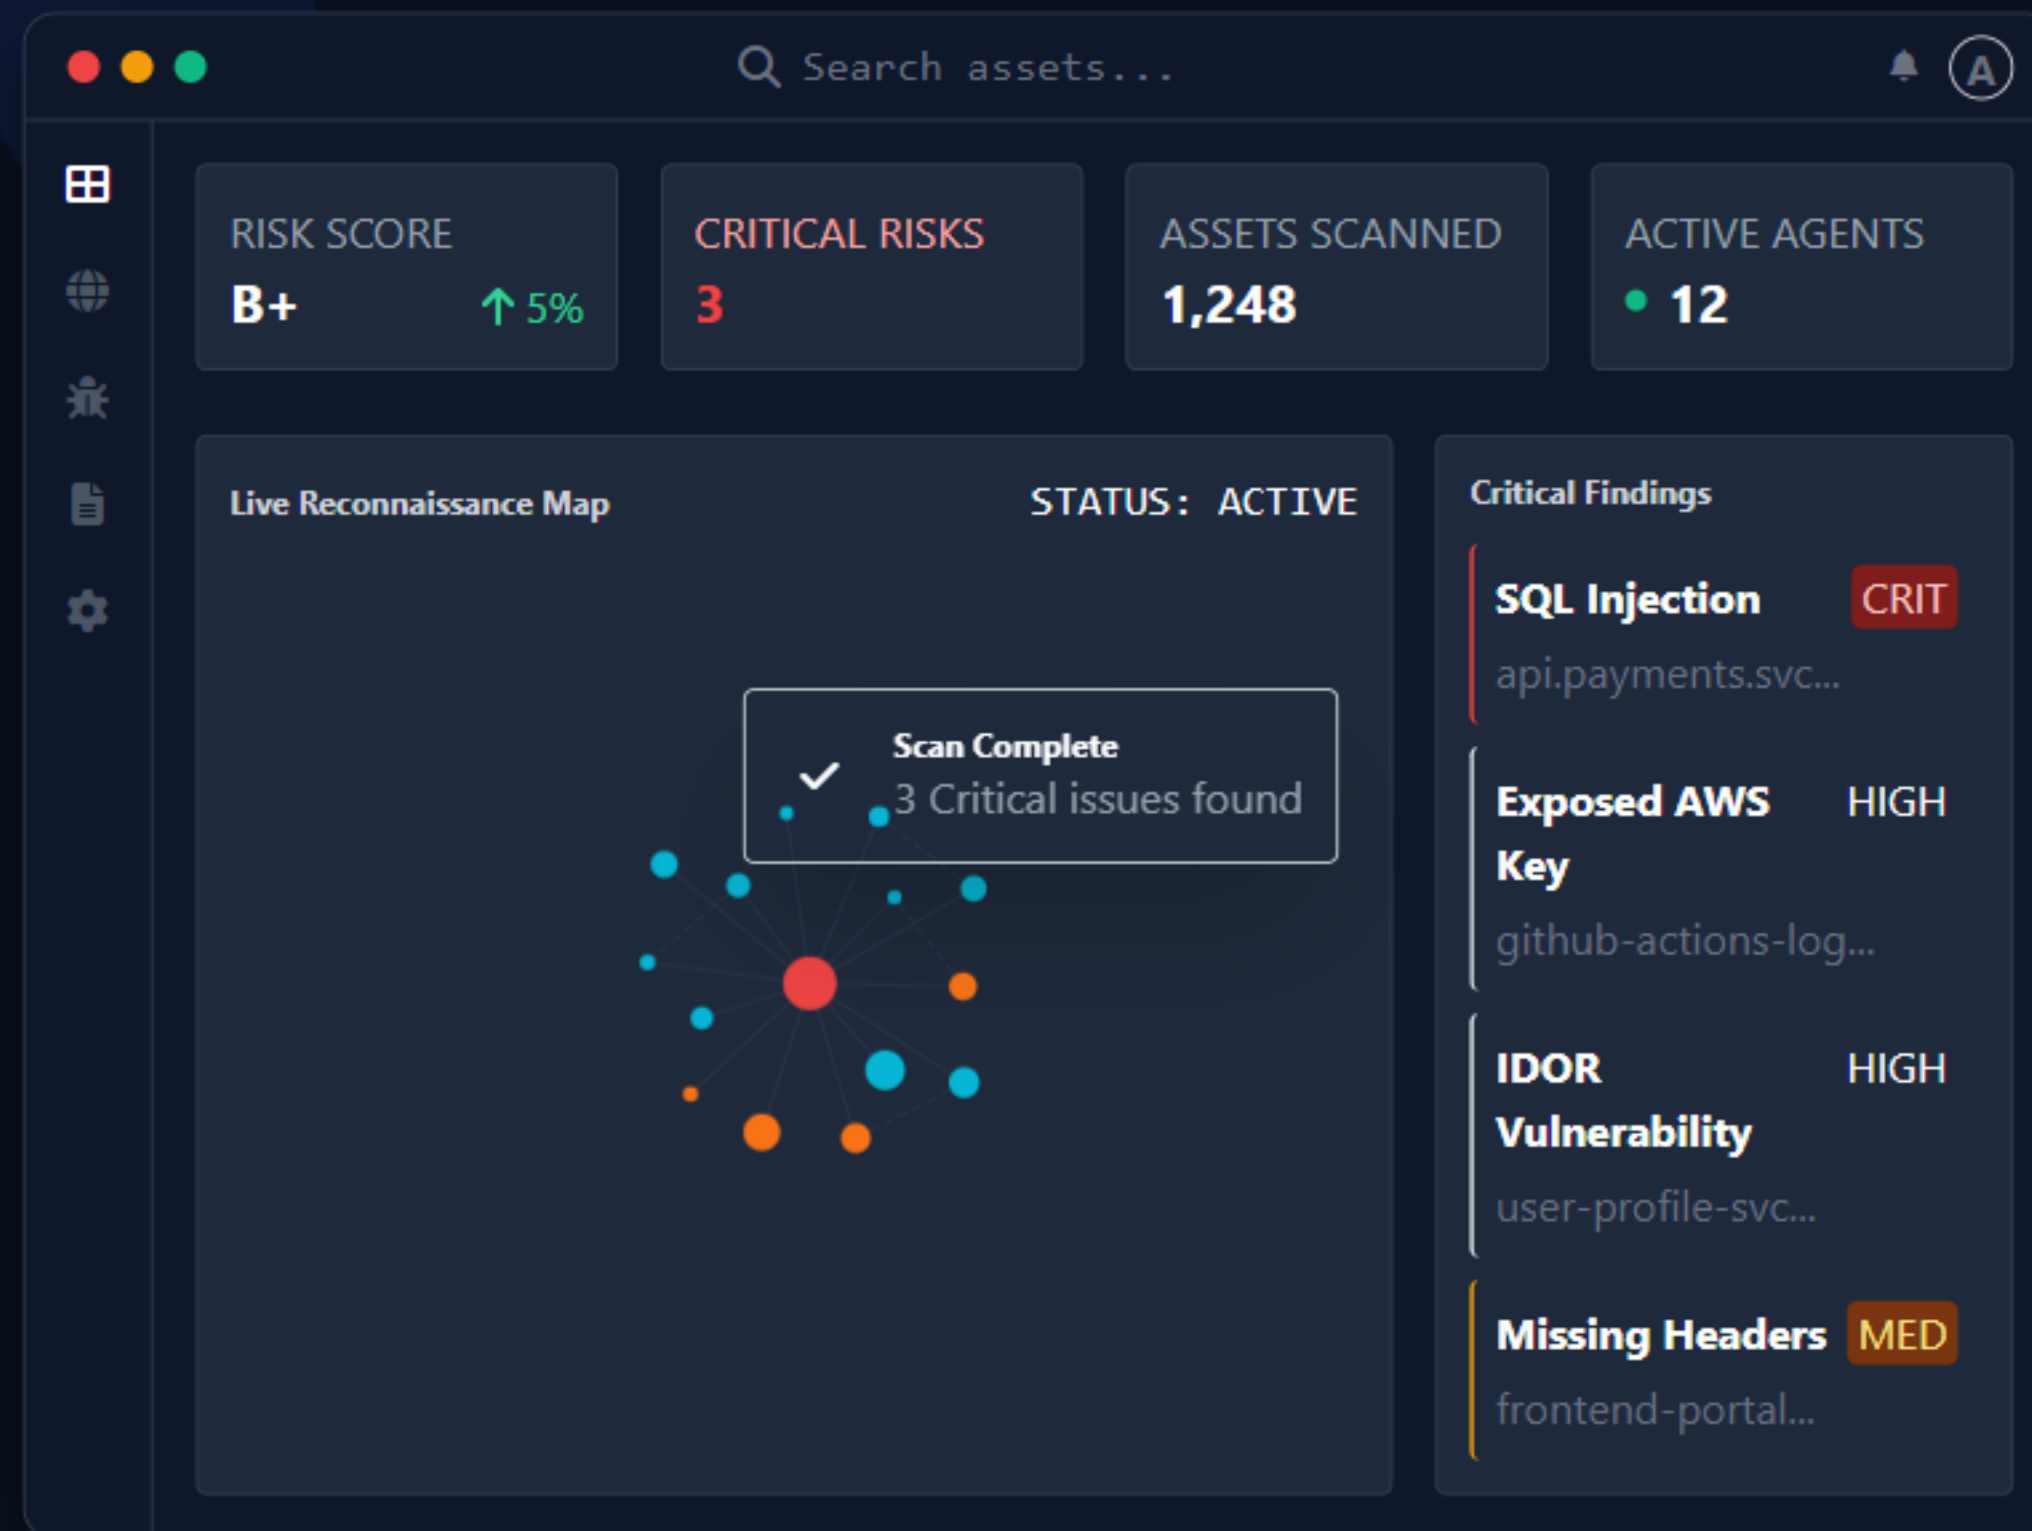 Search assets...
A
RISK SCORE
B+
5%
CRITICAL RISKS
3
ASSETS SCANNED
1,248
ACTIVE AGENTS
12
Live Reconnaissance Map
STATUS: ACTIVE
Scan Complete
3 Critical issues found
Critical Findings
SQL Injection
CRIT
api.payments.svc...
Exposed AWS
Key
HIGH
github-actions-log...
IDOR
Vulnerability
HIGH
user-profile-svc...
Missing Headers
MED
frontend-portal...